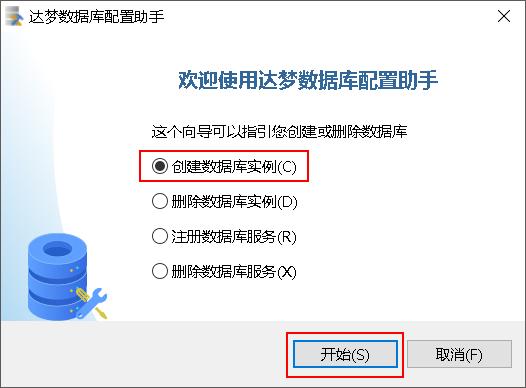 达梦数据库配置助手
欢迎使用达梦数据库配置助手
这个向导可以指引您创建或删除数据库
创建数据库实例(C)
删除数据库实例(D)
注册数据库服务(R)
删除数据库服务(X)
开始(S)
取消(F)